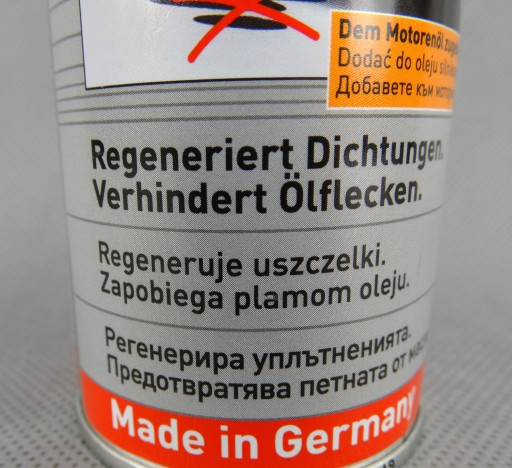 Dem Motorenöl
Dodać do oleju
Добавете към
Regeneriert Dichtungen.
Verhindert Ölflecken.
Regeneruje uszczelki.
Zapobiega plamom oleju.
Регенерира уплътненията.
Предотвратява петната от
Made in Germany